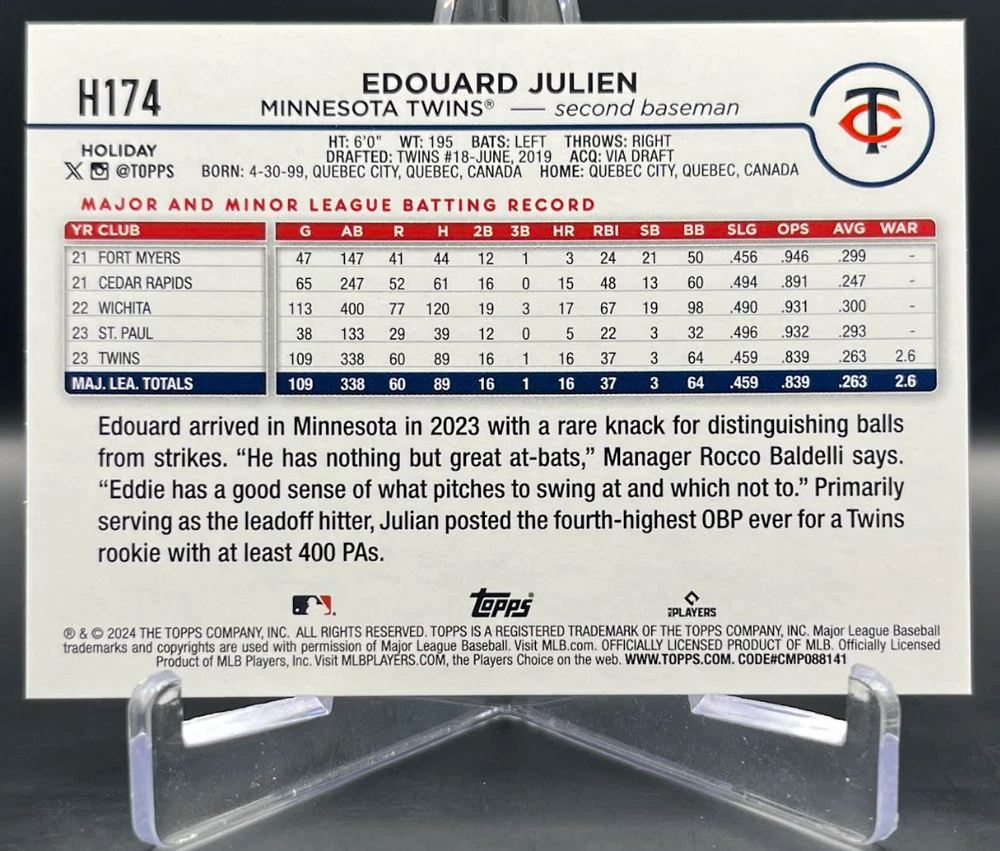 H174
EDOUARD JULIEN
MINNESOTA TWINS® — second baseman
TC
HOLIDAY
X @TOPPS
HT: 6'0" WT: 195 BATS: LEFT THROWS: RIGHT
DRAFTED: TWINS #18-JUNE, 2019 ACQ: VIA DRAFT
BORN: 4-30-99, QUEBEC CITY, QUEBEC, CANADA HOME: QUEBEC CITY, QUEBEC, CANADA
MAJOR AND MINOR LEAGUE BATTING RECORD
YR CLUB G AB R H 2B 3B HR RBI SB BB SLG OPS AVG WAR
21 FORT MYERS 47 147 41 44 12 1 3 24 21 50 .456 .946 .299 -
21 CEDAR RAPIDS 65 247 52 61 16 0 15 48 13 60 .494 .891 .247 -
22 WICHITA 113 400 77 120 19 3 17 67 19 98 .490 .931 .300 -
23 ST. PAUL 38 133 29 39 12 0 5 22 3 32 .496 .932 .293 -
23 TWINS 109 338 60 89 16 1 16 37 3 64 .459 .839 .263 2.6
MAJ. LEA. TOTALS 109 338 60 89 16 1 16 37 3 64 .459 .839 .263 2.6
Edouard arrived in Minnesota in 2023 with a rare knack for distinguishing balls
from strikes. “He has nothing but great at-bats,” Manager Rocco Baldelli says.
“Eddie has a good sense of what pitches to swing at and which not to.” Primarily
serving as the leadoff hitter, Julian posted the fourth-highest OBP ever for a Twins
rookie with at least 400 PAs.
Topps®
MLB PLAYERS
® & © 2024 THE TOPPS COMPANY, INC. ALL RIGHTS RESERVED. TOPPS IS A REGISTERED TRADEMARK OF THE TOPPS COMPANY, INC. Major League Baseball
trademarks and copyrights are used with permission of Major League Baseball. Visit MLB.com. OFFICIALLY LICENSED PRODUCT OF MLB. Officially Licensed
Product of MLB Players, Inc. Visit MLBPLAYERS.COM, the Players Choice on the web. WWW.TOPPS.COM. CODE#CMP088141